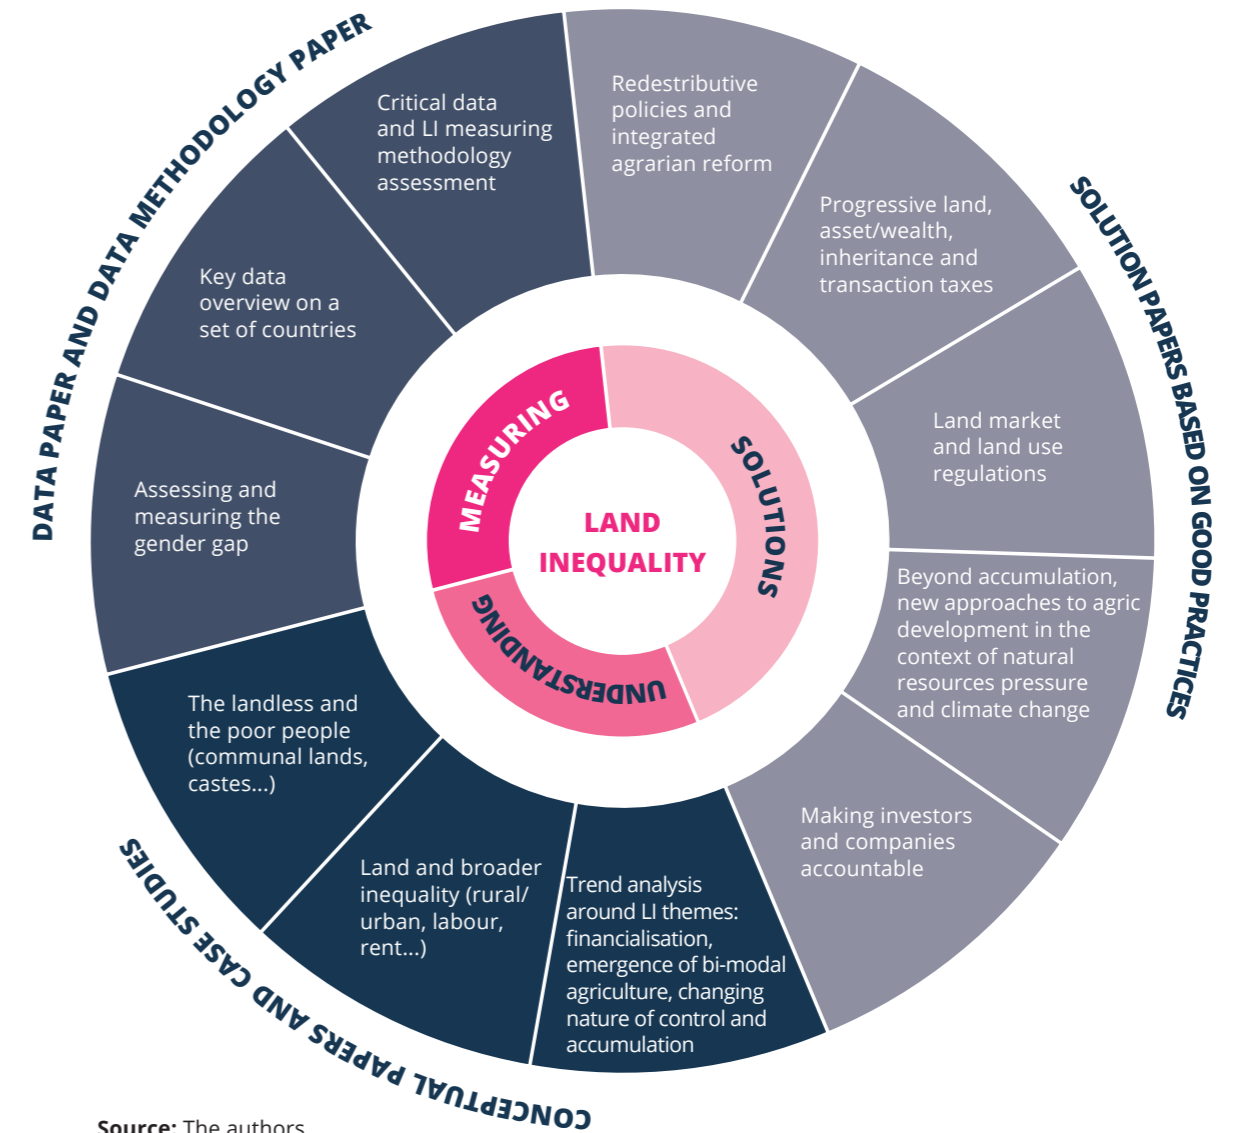 DATA PAPER AND DATA METHODOLOGY PAPER
Critical data
and LI measuring
methodology
assessment
Key data
overview on a
set of countries
Assessing and
measuring the
gender gap
Redestributive
policies and
integrated
agrarian reform
Progressive land,
asset/wealth,
inheritance and
transaction taxes
Land market
and land use
regulations
Beyond accumulation,
new approaches to agric
development in the
context of natural
resources pressure
and climate change
Making investors
and companies
accountable
SOLUTION PAPERS BASED ON GOOD PRACTICES
Trend analysis
around LI themes:
financialisation,
emergence of bi-modal
agriculture, changing
nature of control and
accumulation
Land and broader
inequality (rural/
urban, labour,
rent...)
The landless and
the poor people
(communal lands,
castes...)
CONCEPTUAL PAPERS AND CASE STUDIES
MEASURING
SOLUTIONS
UNDERSTANDING
LAND
INEQUALITY
Source: The authors